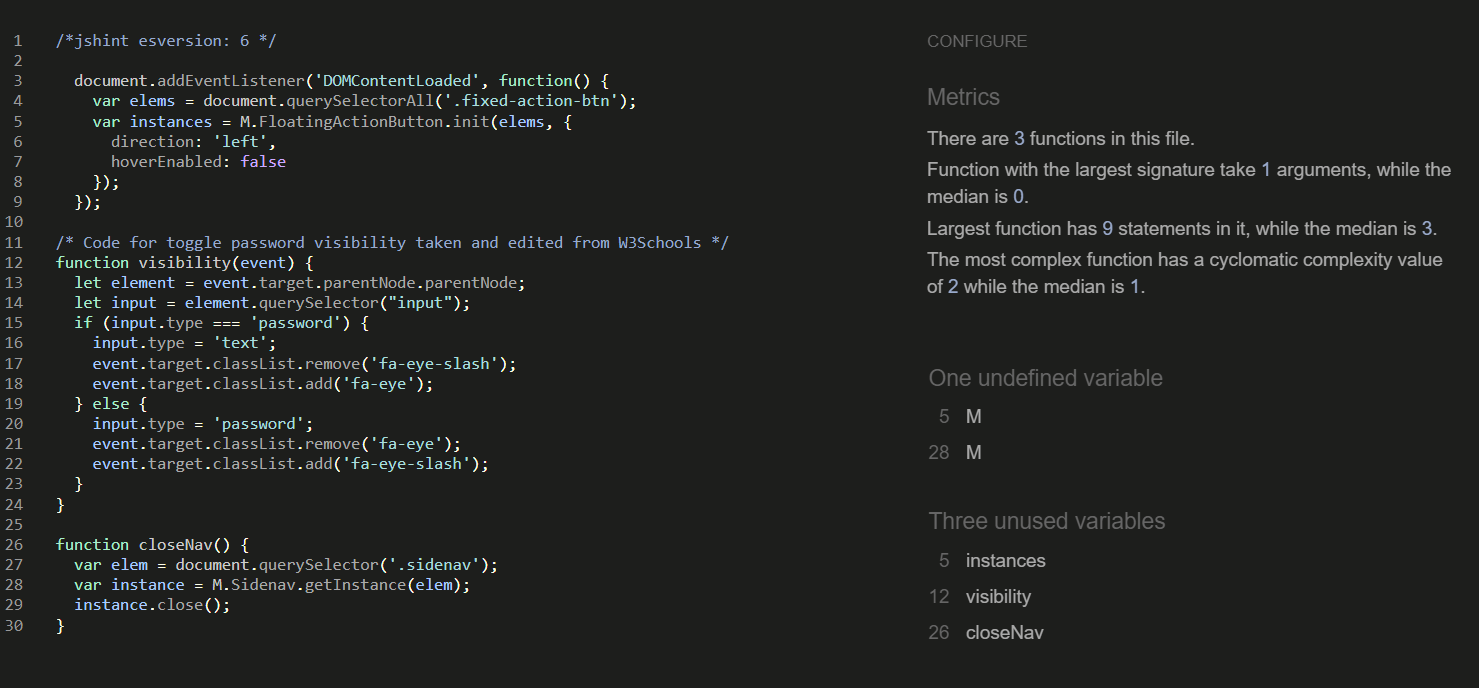 1 /*jshint esversion: 6 */
2
3 document.addEventListener('DOMContentLoaded', function() {
4 var elems = document.querySelectorAll('.fixed-action-btn');
5 var instances = M.FloatingActionButton.init(elems, {
6 direction: 'left',
7 hoverEnabled: false
8 });
9 });
10
11 /* Code for toggle password visibility taken and edited from W3Schools */
12 function visibility(event) {
13 let element = event.target.parentNode.parentNode;
14 let input = element.querySelector("input");
15 if (input.type === 'password') {
16 input.type = 'text';
17 event.target.classList.remove('fa-eye-slash');
18 event.target.classList.add('fa-eye');
19 } else {
20 input.type = 'password';
21 event.target.classList.remove('fa-eye');
22 event.target.classList.add('fa-eye-slash');
23 }
24 }
25
26 function closeNav() {
27 var elem = document.querySelector('.sidenav');
28 var instance = M.Sidenav.getInstance(elem);
29 instance.close();
30 }
CONFIGURE
Metrics
There are 3 functions in this file.
Function with the largest signature take 1 arguments, while the
median is 0.
Largest function has 9 statements in it, while the median is 3.
The most complex function has a cyclomatic complexity value
of 2 while the median is 1.
One undefined variable
5 M
28 M
Three unused variables
5 instances
12 visibility
26 closeNav